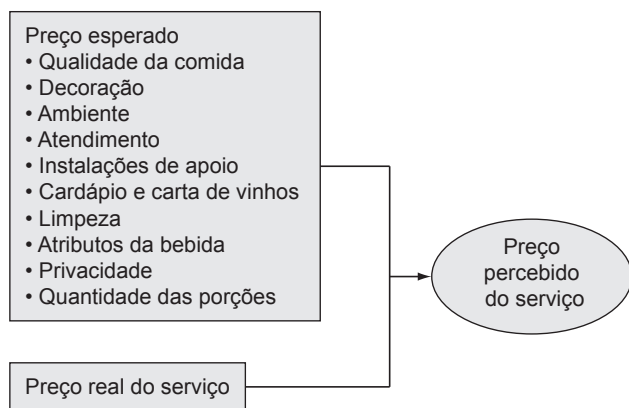 Preço esperado
• Qualidade da comida
• Decoração
• Ambiente
• Atendimento
• Instalações de apoio
• Cardápio e carta de vinhos
• Limpeza
• Atributos da bebida
• Privacidade
• Quantidade das porções
Preço
percebido
do serviço
Preço real do serviço